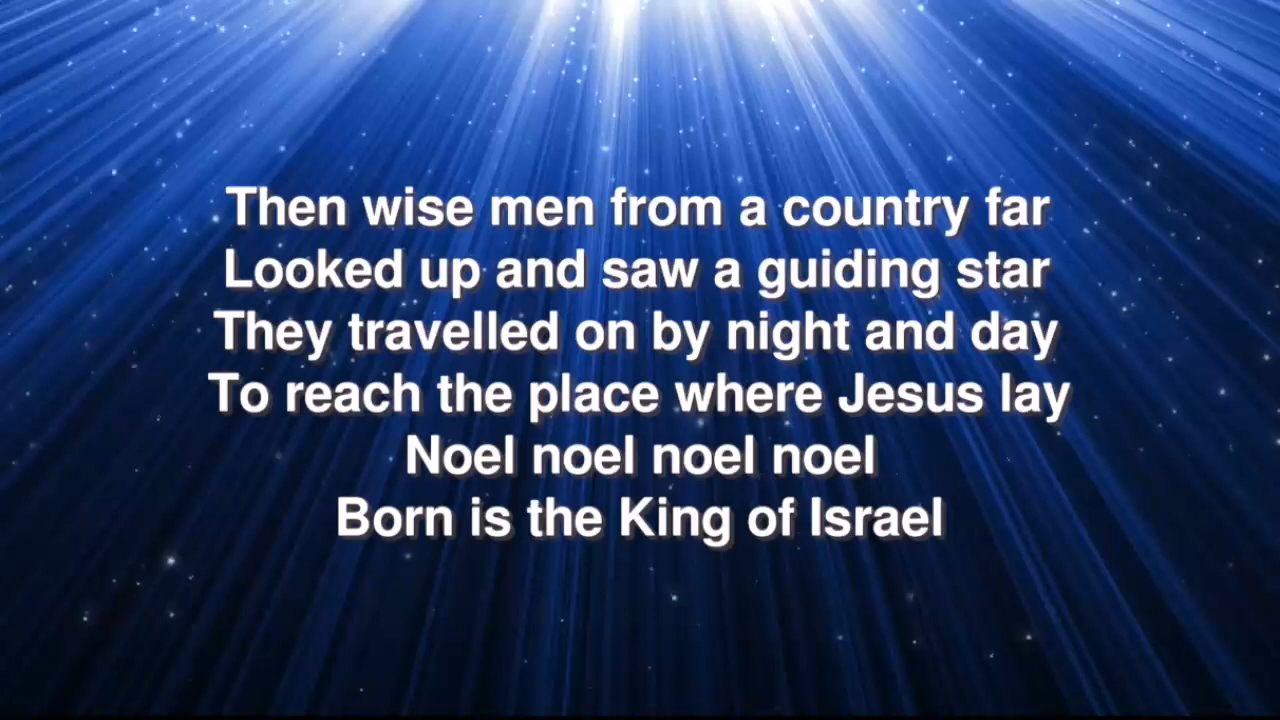 Then wise men from a country far
Looked up and saw a guiding star
They travelled on by night and day
To reach the place where Jesus lay
Noel noel noel noel
Born is the King of Israel